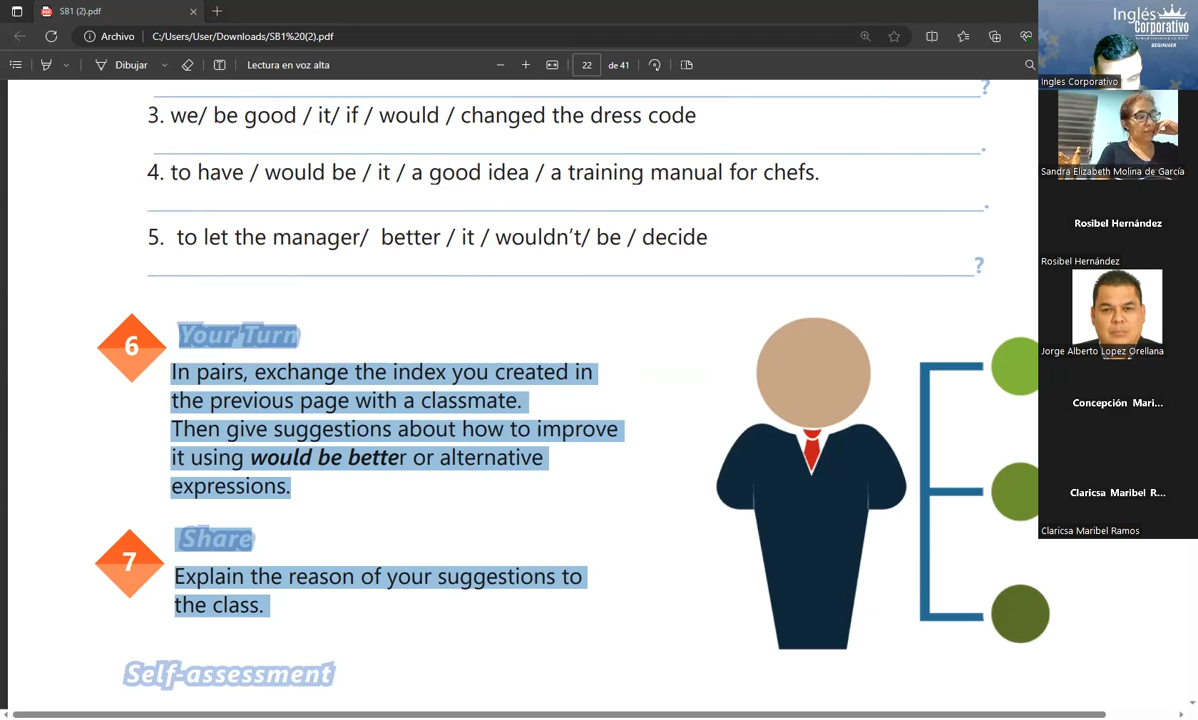 SB1 (2).pdf
Archivo
C:/Users/User/Downloads/SB1%20(2).pdf
Dibujar
Lectura en voz alta
22
de 41
?
3. we/ be good / it/ if / would / changed the dress code
.
4. to have / would be / it / a good idea / a training manual for chefs.
.
5. to let the manager/ better / it / wouldn't/ be / decide
?
6
Your Turn
In pairs, exchange the index you created in
the previous page with a classmate.
Then give suggestions about how to improve
it using would be better or alternative
expressions.
7
Share
Explain the reason of your suggestions to
the class.
Self-assessment
Inglés
Corporativo
BEGINNER
Ingles Corporativo
Sandra Elizabeth Molina de García
Rosibel Hernández
Rosibel Hernández
Jorge Alberto Lopez Orellana
Concepción Mari...
Claricsa Maribel R...
Claricsa Maribel Ramos